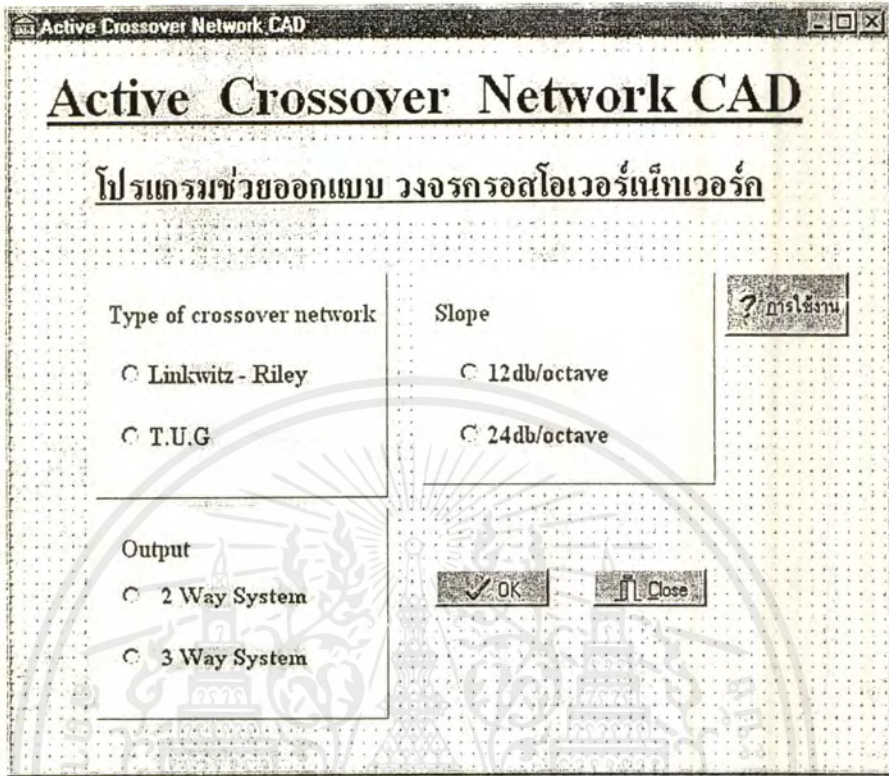 Active Crossover Network CAD
Active Crossover Network CAD
โปรแกรมช่วยออกแบบ วงจรครอสโอเวอร์เน็ทเวอร์ค
Type of crossover network
Linkwitz - Riley
T.U.G
Slope
12db/octave
24db/octave
? การใช้งาน
Output
2 Way System
3 Way System
OK
Close